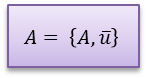 A = {A, ū}